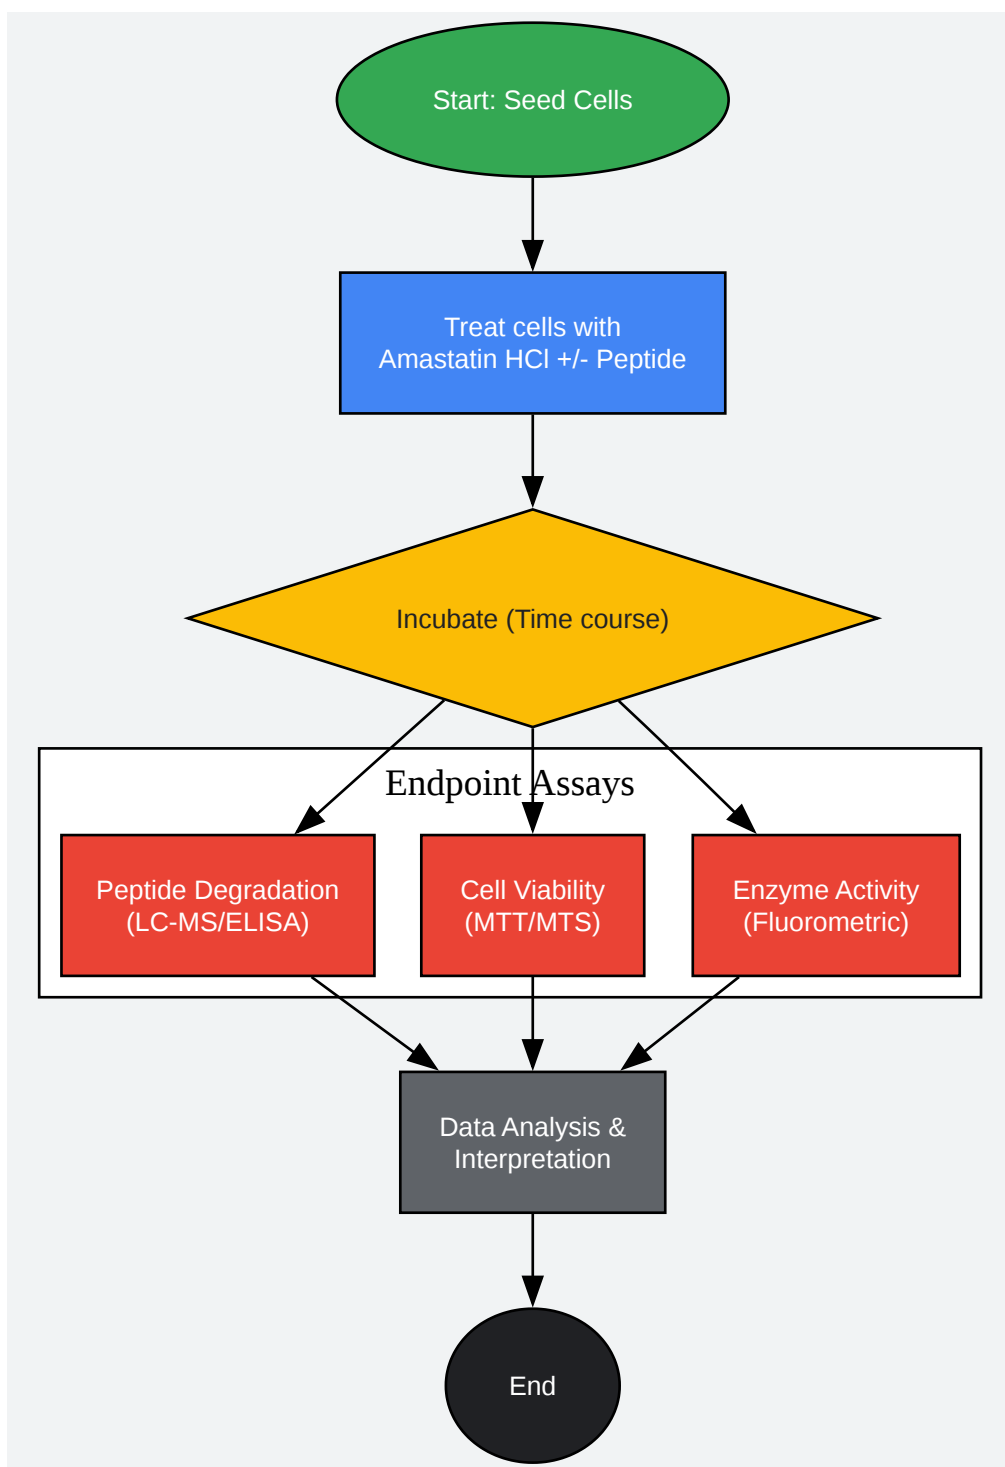 Start: Seed Cells
Treat cells with
Amastatin HCl +/- Peptide
Incubate (Time course)
Endpoint Assays
Peptide Degradation
(LC-MS/ELISA)
Cell Viability
(MTT/MTS)
Enzyme Activity
(Fluorometric)
Data Analysis &
Interpretation
End